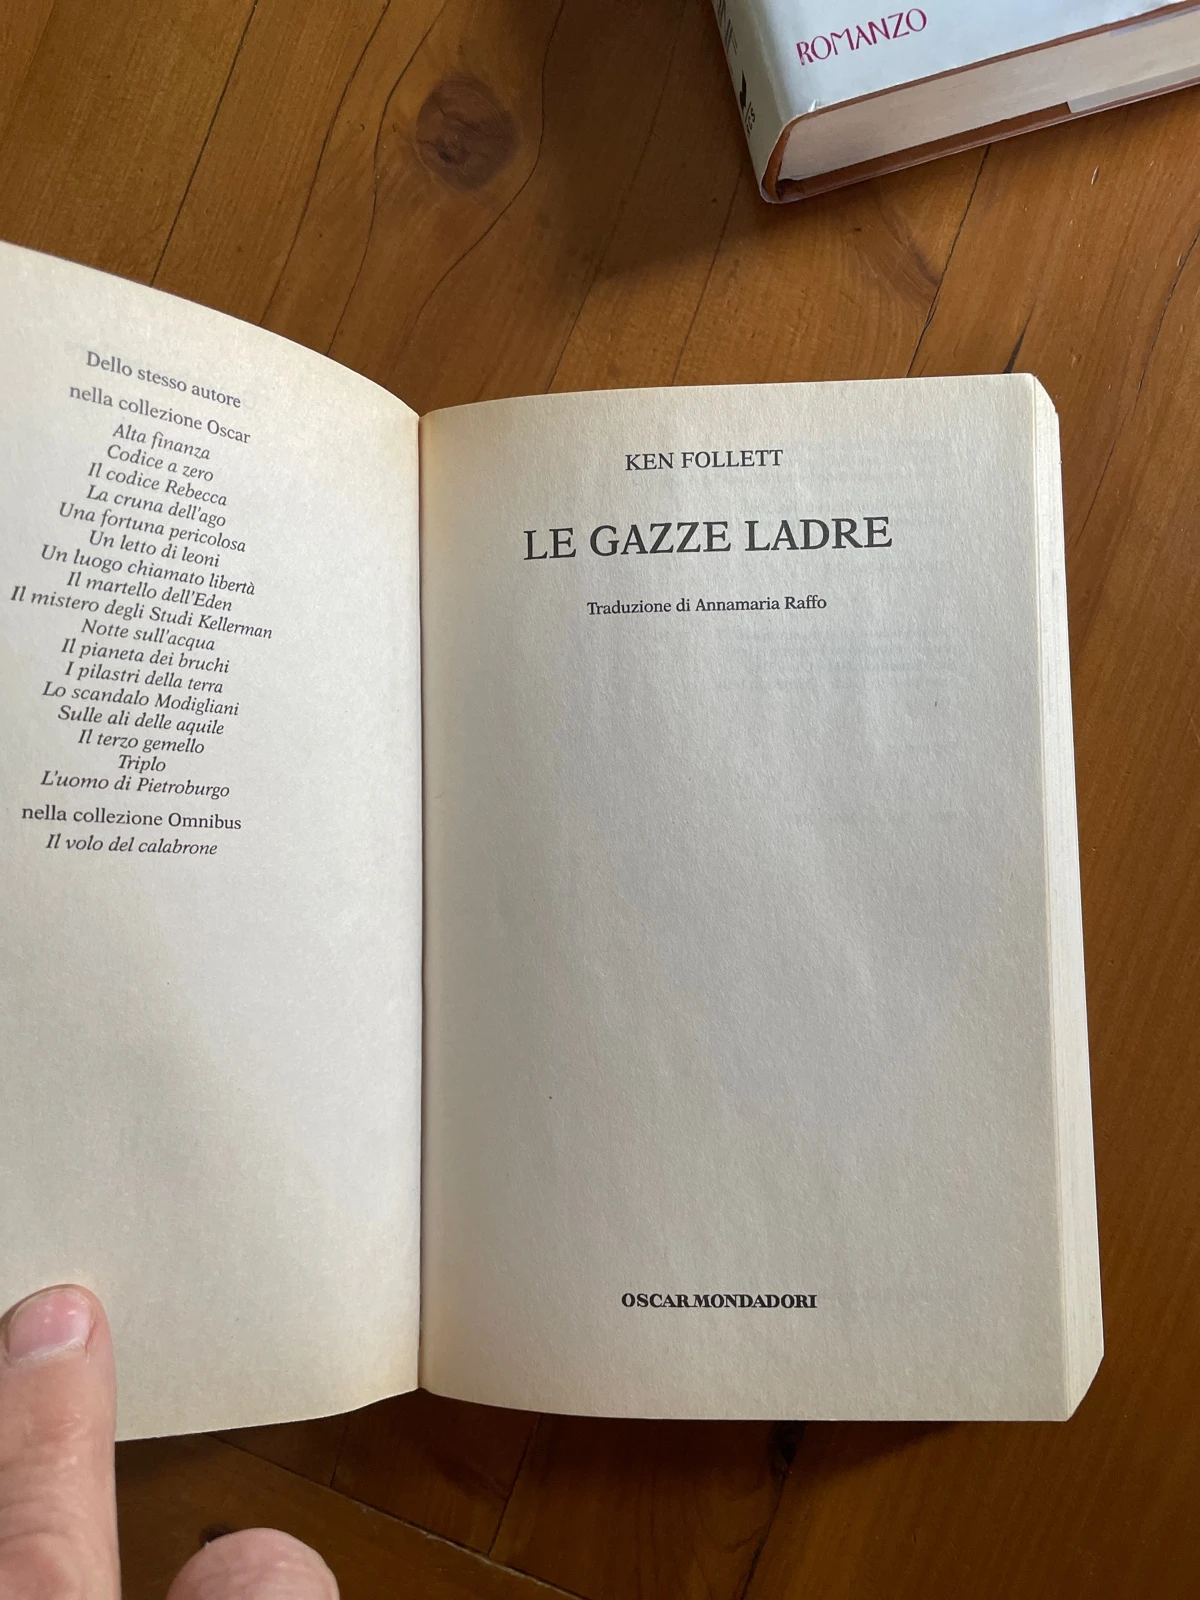 ROMANZO
Dello stesso autore
nella collezione Oscar
Alta finanza
Codice a zero
Il codice Rebecca
La cruna dell'ago
Una fortuna pericolosa
Un letto di leoni
Un luogo chiamato libertà
Il martello dell'Eden
Il mistero degli Studi Kellerman
Notte sull'acqua
Il pianeta dei bruchi
I pilastri della terra
Lo scandalo Modigliani
Sulle ali delle aquile
Il terzo gemello
Triplo
L'uomo di Pietroburgo
nella collezione Omnibus
Il volo del calabrone
KEN FOLLETT
LE GAZZE LADRE
Traduzione di Annamaria Raffo
OSCAR MONDADORI